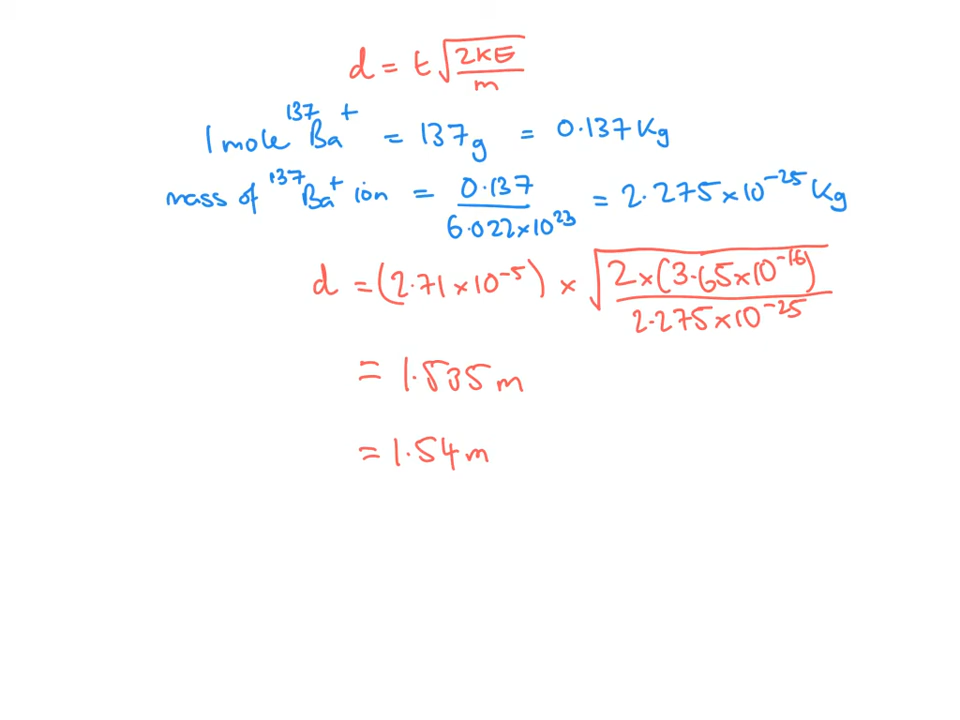 d = t√(2KE/m)
1 mole ¹³⁷Ba⁺ = 137g = 0.137 Kg
mass of ¹³⁷Ba⁺ ion = 0.137/6.022×10²³ = 2.275×10⁻²⁵ Kg
d = (2.71×10⁻⁵) × √(2×(3.65×10⁻¹⁶)/2.275×10⁻²⁵)
= 1.535 m
= 1.54 m